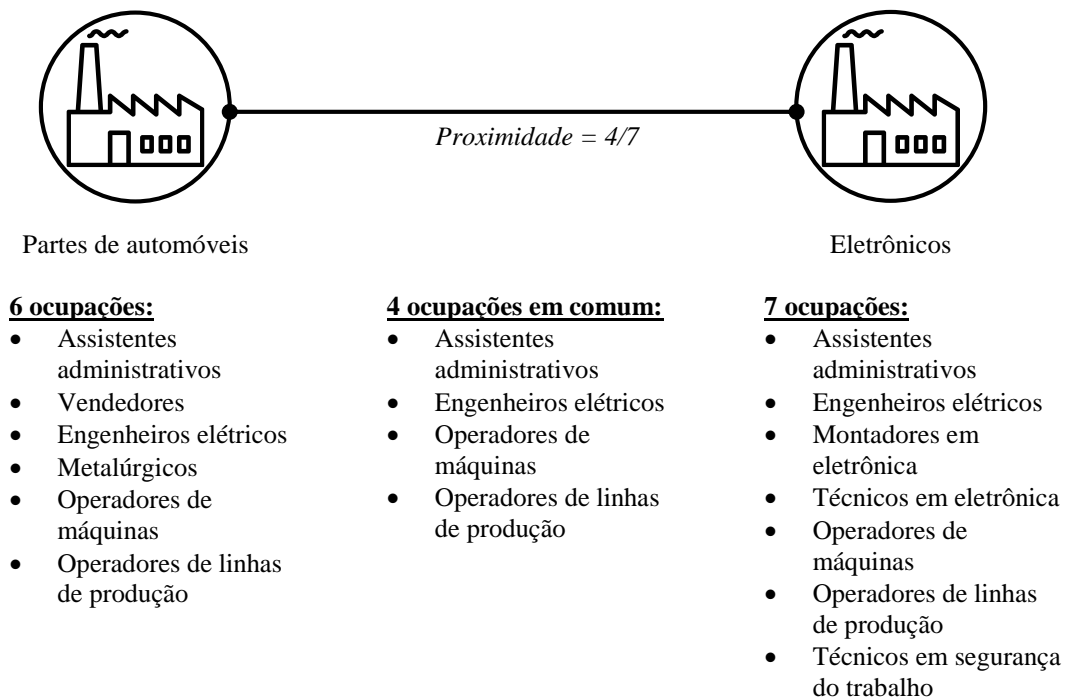 Proximidade = 4/7
Partes de automóveis
Eletrônicos
6 ocupações:
• Assistentes
administrativos
• Vendedores
• Engenheiros elétricos
• Metalúrgicos
• Operadores de
máquinas
• Operadores de linhas
de produção
4 ocupações em comum:
• Assistentes
administrativos
• Engenheiros elétricos
• Operadores de
máquinas
• Operadores de linhas
de produção
7 ocupações:
• Assistentes
administrativos
• Engenheiros elétricos
• Montadores em
eletrônica
• Técnicos em eletrônica
• Operadores de
máquinas
• Operadores de linhas
de produção
• Técnicos em segurança
do trabalho